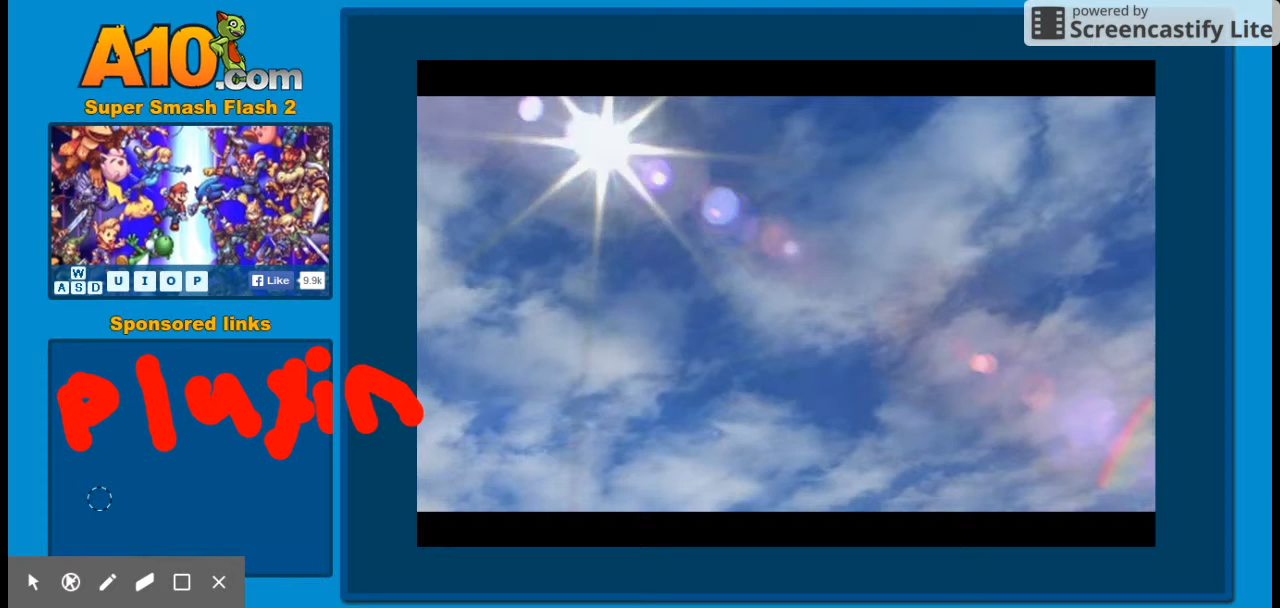 powered by
Screencastify Lite
A10.com
Super Smash Flash 2
W
A S D U I O P
Like 9.9k
Sponsored links
plugin